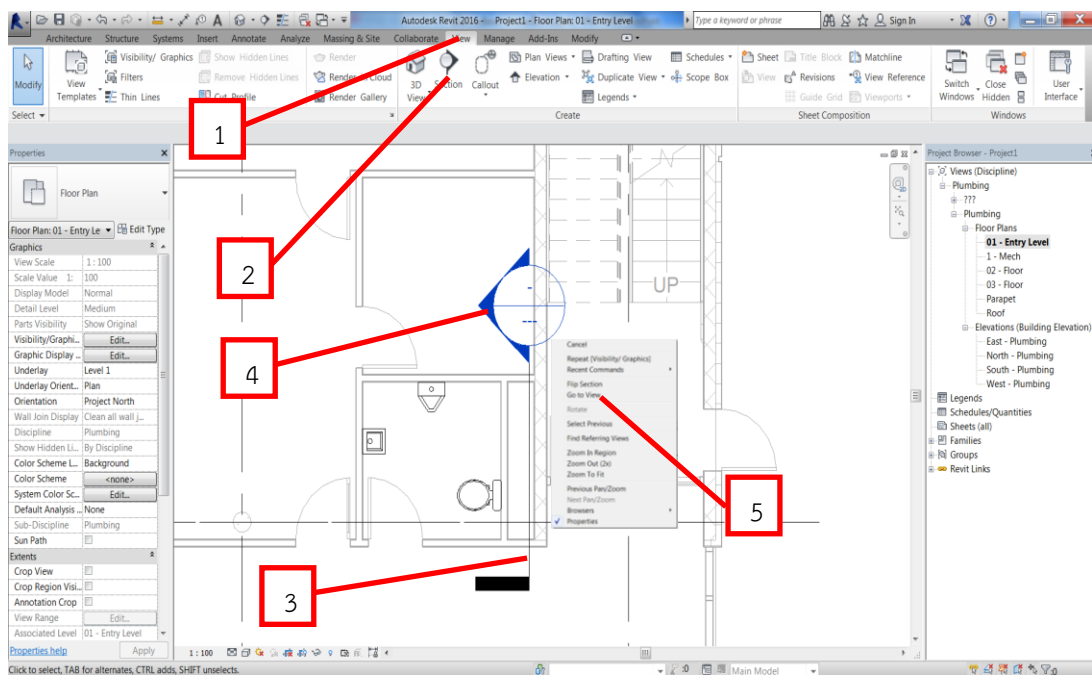 Autodesk Revit 2016 - Project1 - Floor Plan: 01 - Entry Level
Type a keyword or phrase
Sign In
Architecture Structure Systems Insert Annotate Analyze Massing & Site Collaborate View Manage Add-Ins Modify
Modify
View Templates
Visibility/ Graphics
Filters
Thin Lines
Show Hidden Lines
Remove Hidden Lines
Cut Profile
Render
Render Cloud
Render Gallery
3D View
Section
Callout
Plan Views
Elevation
Drafting View
Duplicate View
Legends
Schedules
Scope Box
Sheet
View
Title Block
Revisions
Guide Grid
Matchline
View Reference
Viewports
Switch Windows
Close Hidden
User Interface
Select
Create
Sheet Composition
Windows
1
2
3
4
5
Properties
Floor Plan
Floor Plan: 01 - Entry Le
Edit Type
Graphics
View Scale 1 : 100
Scale Value 1: 100
Display Model Normal
Detail Level Medium
Parts Visibility Show Original
Visibility/Graphi... Edit...
Graphic Display ... Edit...
Underlay Level 1
Underlay Orient... Plan
Orientation Project North
Wall Join Display Clean all wall j...
Discipline Plumbing
Show Hidden Li... By Discipline
Color Scheme L... Background
Color Scheme <none>
System Color Sc... Edit...
Default Analysis ... None
Sub-Discipline Plumbing
Sun Path
Extents
Crop View
Crop Region Visi...
Annotation Crop
View Range Edit...
Associated Level 01 - Entry Level
Properties help
Apply
UP
-
---
Cancel
Repeat [Visibility/ Graphics]
Recent Commands
Flip Section
Go to View
Rotate
Select Previous
Find Referring Views
Zoom In Region
Zoom Out (2x)
Zoom To Fit
Previous Pan/Zoom
Next Pan/Zoom
Browsers
Properties
Project Browser - Project1
Views (Discipline)
Plumbing
???
Plumbing
Floor Plans
01 - Entry Level
1 - Mech
02 - Floor
03 - Floor
Parapet
Roof
Elevations (Building Elevation)
East - Plumbing
North - Plumbing
South - Plumbing
West - Plumbing
Legends
Schedules/Quantities
Sheets (all)
Families
Groups
Revit Links
1 : 100
Click to select, TAB for alternates, CTRL adds, SHIFT unselects.
:0
Main Model
:0